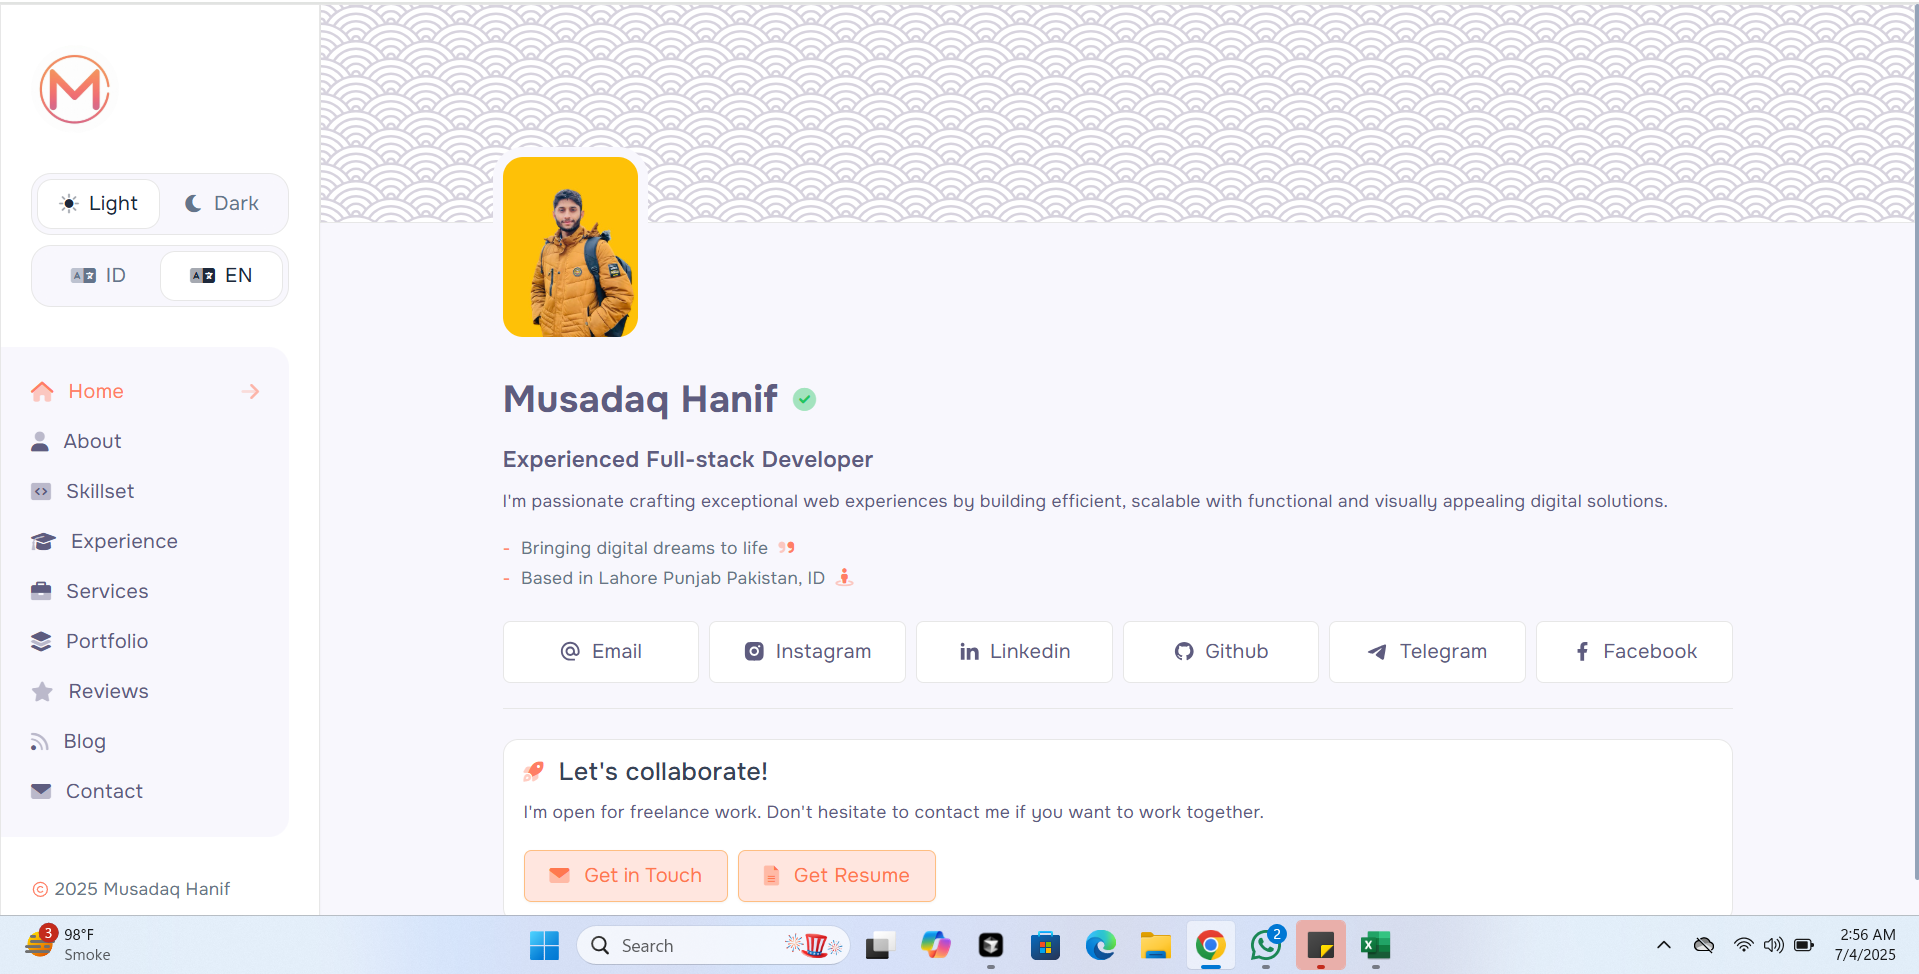 M
Light
Dark
ID
EN
Home
About
Skillset
Experience
Services
Portfolio
Reviews
Blog
Contact
© 2025 Musadaq Hanif
Musadaq Hanif
Experienced Full-stack Developer
I'm passionate crafting exceptional web experiences by building efficient, scalable with functional and visually appealing digital solutions.
- Bringing digital dreams to life
- Based in Lahore Punjab Pakistan, ID
Email
Instagram
Linkedin
Github
Telegram
Facebook
Let's collaborate!
I'm open for freelance work. Don't hesitate to contact me if you want to work together.
Get in Touch
Get Resume
3
98°F
Smoke
Search
2
2:56 AM
7/4/2025